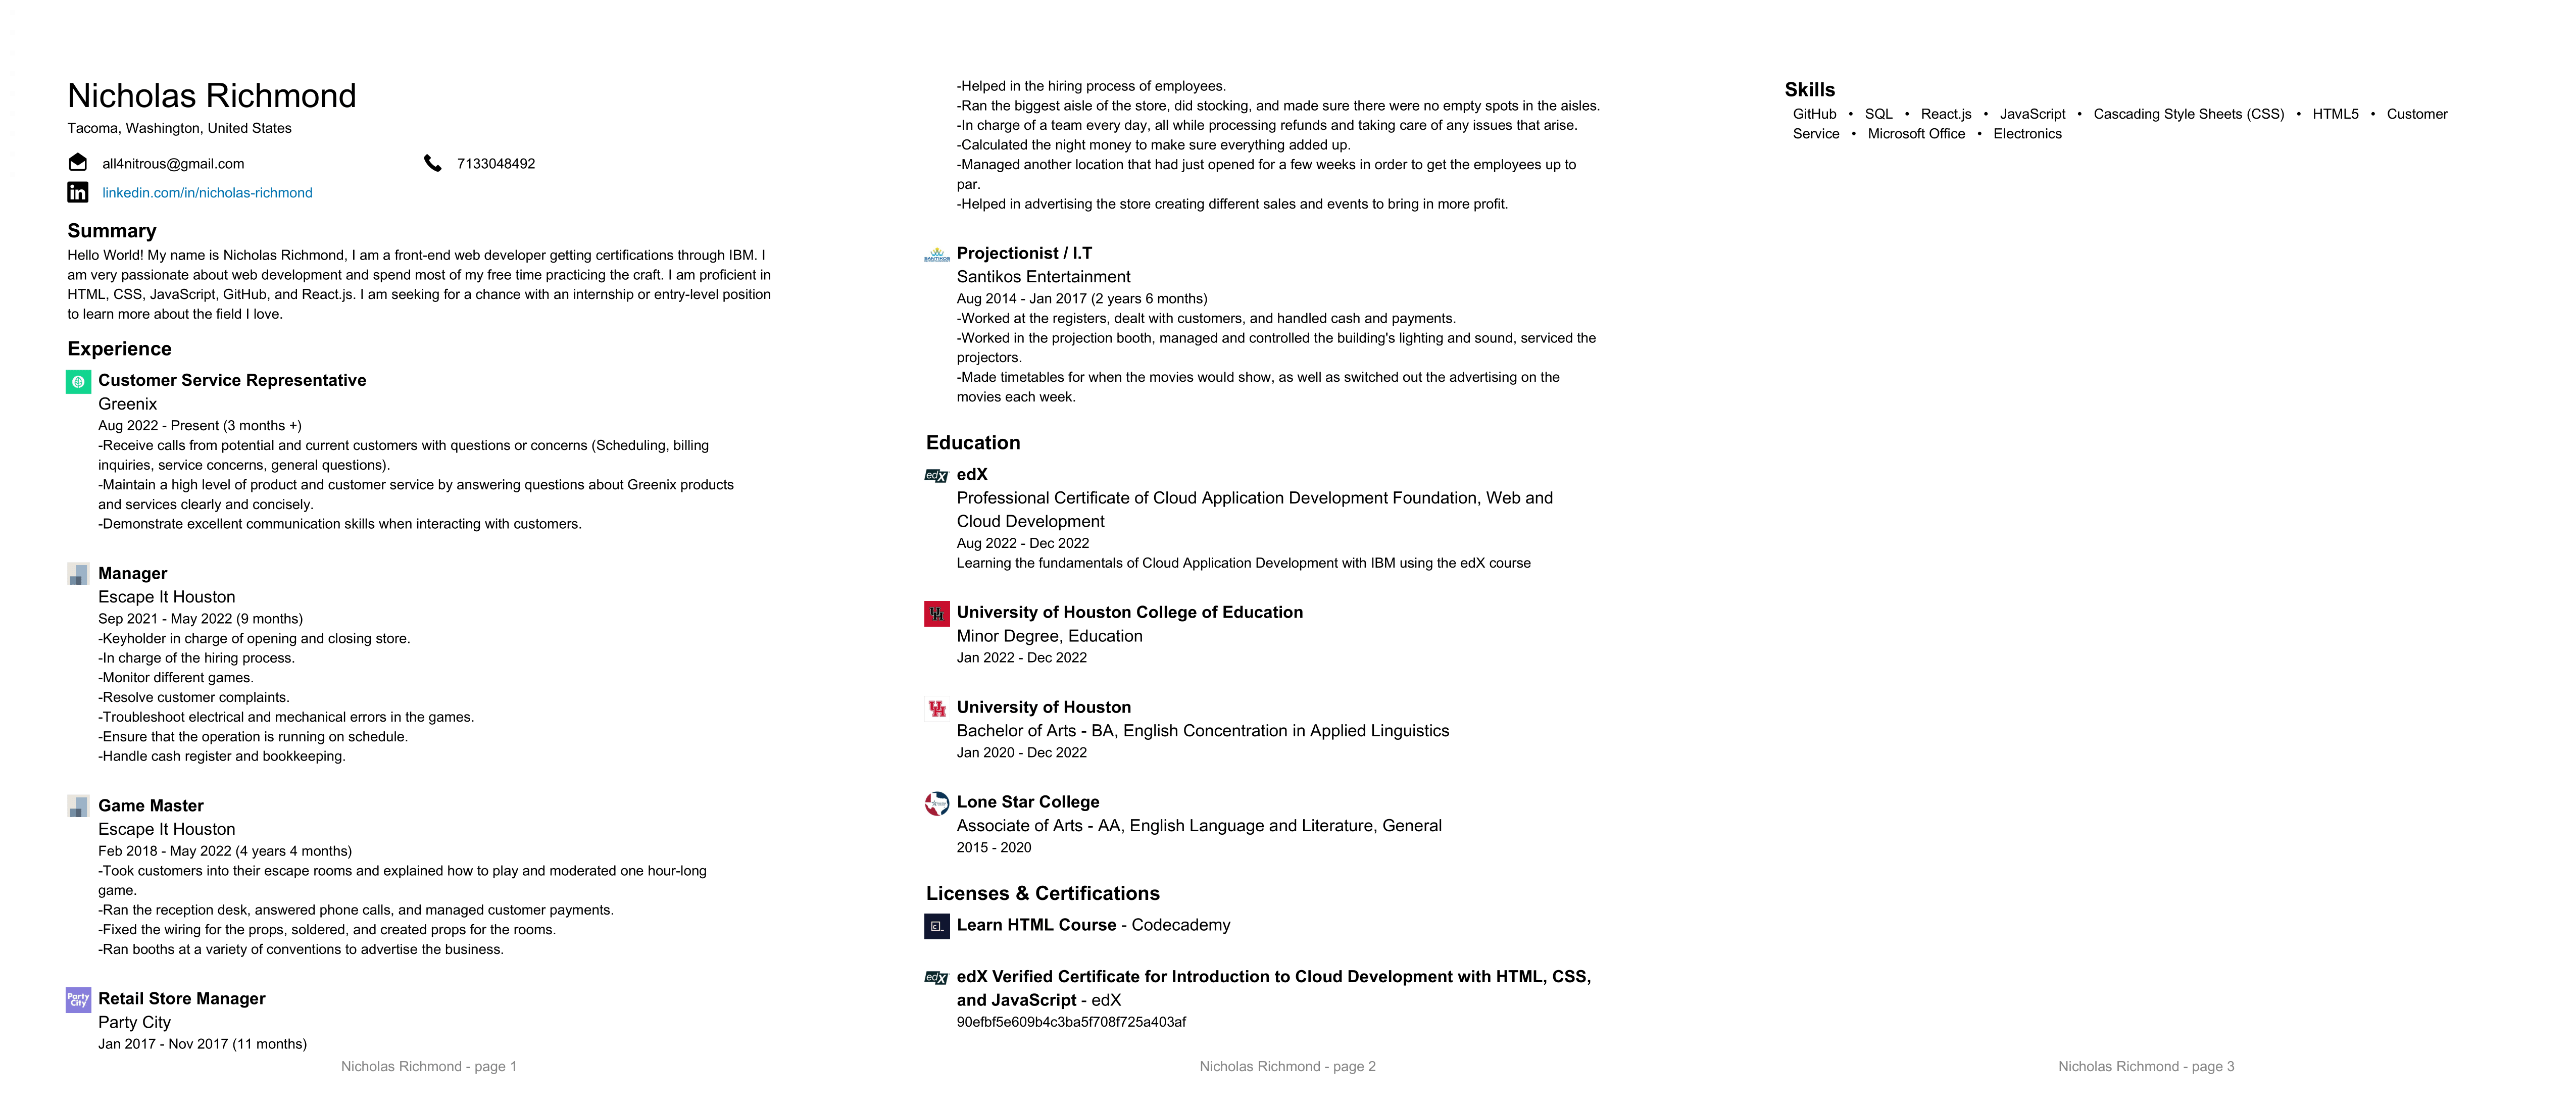 Nicholas Richmond
Tacoma, Washington, United States
all4nitrous@gmail.com 7133048492
linkedin.com/in/nicholas-richmond
Summary
Hello World! My name is Nicholas Richmond, I am a front-end web developer getting certifications through IBM. I
am very passionate about web development and spend most of my free time practicing the craft. I am proficient in
HTML, CSS, JavaScript, GitHub, and React.js. I am seeking for a chance with an internship or entry-level position
to learn more about the field I love.
Experience
Customer Service Representative
Greenix
Aug 2022 - Present (3 months +)
-Receive calls from potential and current customers with questions or concerns (Scheduling, billing
inquiries, service concerns, general questions).
-Maintain a high level of product and customer service by answering questions about Greenix products
and services clearly and concisely.
-Demonstrate excellent communication skills when interacting with customers.
Manager
Escape It Houston
Sep 2021 - May 2022 (9 months)
-Keyholder in charge of opening and closing store.
-In charge of the hiring process.
-Monitor different games.
-Resolve customer complaints.
-Troubleshoot electrical and mechanical errors in the games.
-Ensure that the operation is running on schedule.
-Handle cash register and bookkeeping.
Game Master
Escape It Houston
Feb 2018 - May 2022 (4 years 4 months)
-Took customers into their escape rooms and explained how to play and moderated one hour-long
game.
-Ran the reception desk, answered phone calls, and managed customer payments.
-Fixed the wiring for the props, soldered, and created props for the rooms.
-Ran booths at a variety of conventions to advertise the business.
Party City
Retail Store Manager
Party City
Jan 2017 - Nov 2017 (11 months)
Nicholas Richmond - page 1
-Helped in the hiring process of employees.
-Ran the biggest aisle of the store, did stocking, and made sure there were no empty spots in the aisles.
-In charge of a team every day, all while processing refunds and taking care of any issues that arise.
-Calculated the night money to make sure everything added up.
-Managed another location that had just opened for a few weeks in order to get the employees up to
par.
-Helped in advertising the store creating different sales and events to bring in more profit.
SANTIKOS
Projectionist / I.T
Santikos Entertainment
Aug 2014 - Jan 2017 (2 years 6 months)
-Worked at the registers, dealt with customers, and handled cash and payments.
-Worked in the projection booth, managed and controlled the building's lighting and sound, serviced the
projectors.
-Made timetables for when the movies would show, as well as switched out the advertising on the
movies each week.
Education
edX edX
Professional Certificate of Cloud Application Development Foundation, Web and
Cloud Development
Aug 2022 - Dec 2022
Learning the fundamentals of Cloud Application Development with IBM using the edX course
University of Houston College of Education
Minor Degree, Education
Jan 2022 - Dec 2022
University of Houston
Bachelor of Arts - BA, English Concentration in Applied Linguistics
Jan 2020 - Dec 2022
Lone Star College
Associate of Arts - AA, English Language and Literature, General
2015 - 2020
Licenses & Certifications
Learn HTML Course - Codecademy
edX edX Verified Certificate for Introduction to Cloud Development with HTML, CSS,
and JavaScript - edX
90efbf5e609b4c3ba5f708f725a403af
Nicholas Richmond - page 2
Skills
GitHub • SQL • React.js • JavaScript • Cascading Style Sheets (CSS) • HTML5 • Customer
Service • Microsoft Office • Electronics
Nicholas Richmond - page 3